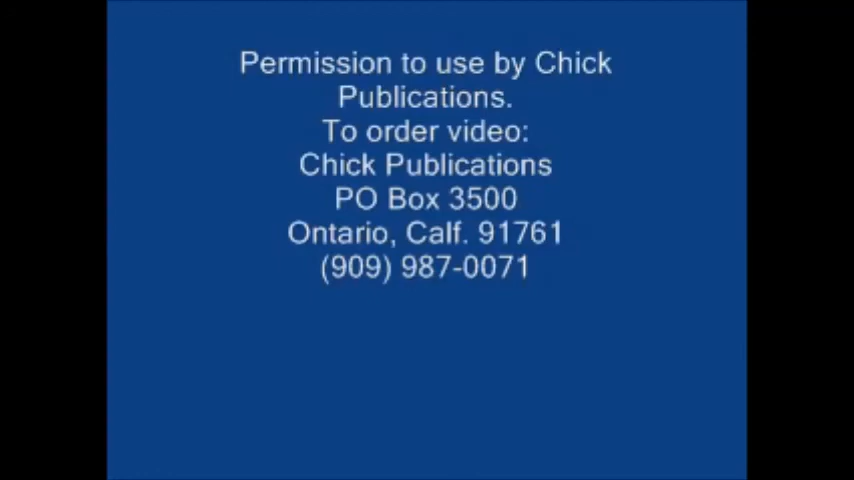 Permission to use by Chick
Publications.
To order video:
Chick Publications
PO Box 3500
Ontario, Calf. 91761
(909) 987-0071